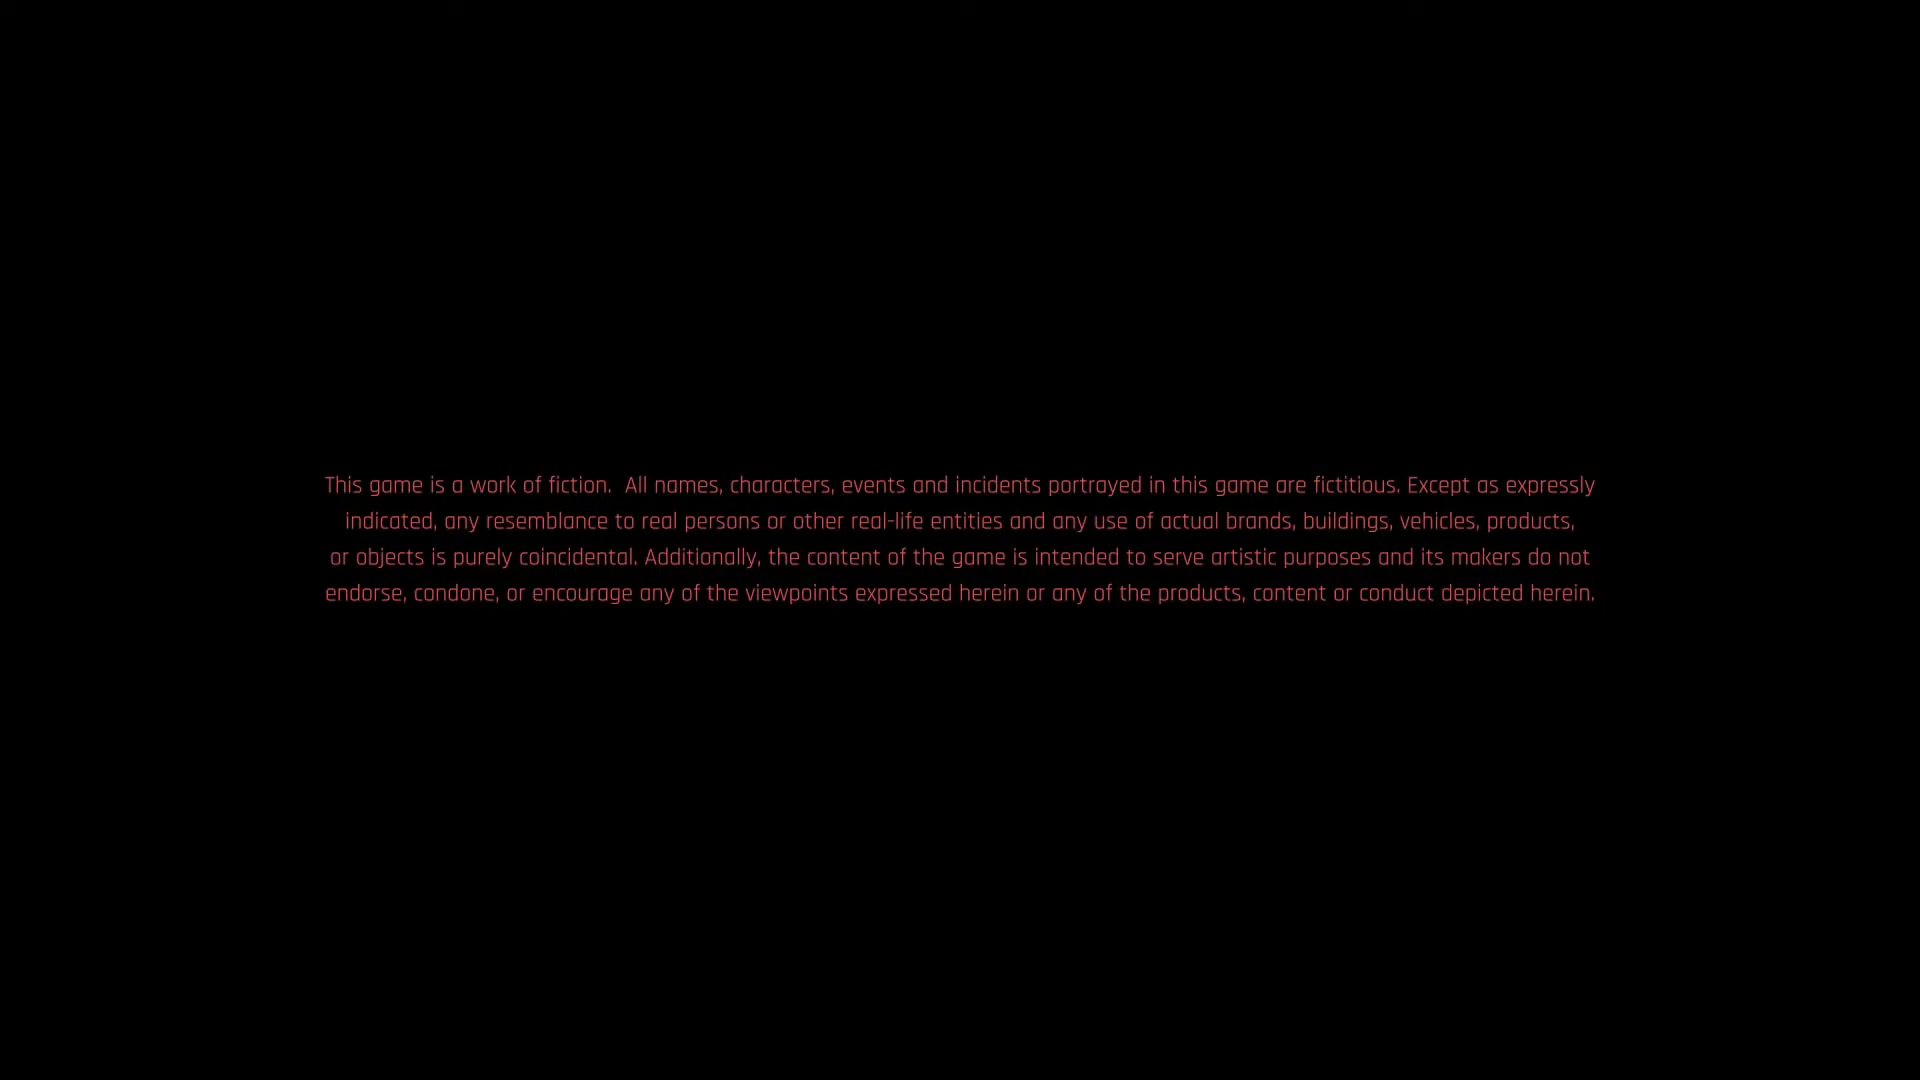 This game is a work of fiction.  All names, characters, events and incidents portrayed in this game are fictitious. Except as expressly
indicated, any resemblance to real persons or other real-life entities and any use of actual brands, buildings, vehicles, products,
or objects is purely coincidental. Additionally, the content of the game is intended to serve artistic purposes and its makers do not
endorse, condone, or encourage any of the viewpoints expressed herein or any of the products, content or conduct depicted herein.